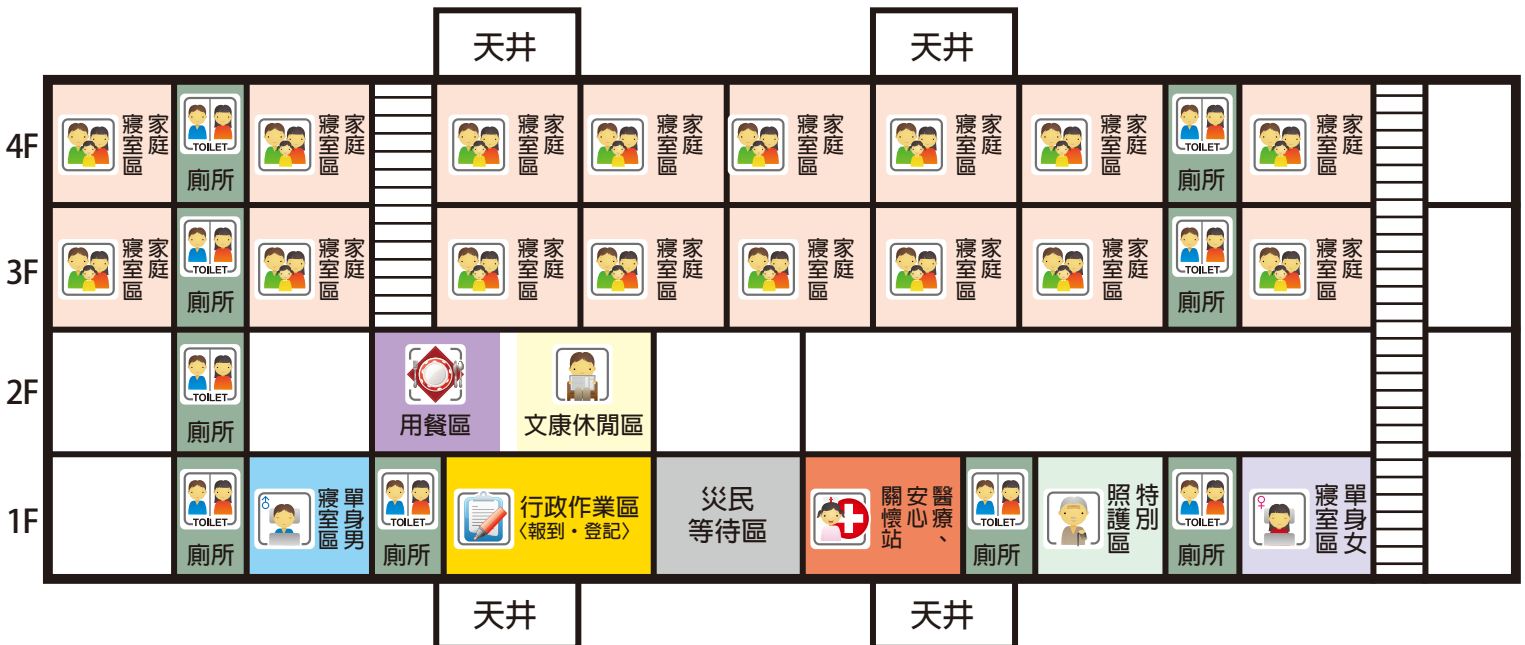 天井
天井
4F
家庭
寢室區
TOILET
廁所
家庭
寢室區
家庭
寢室區
家庭
寢室區
家庭
寢室區
家庭
寢室區
家庭
寢室區
TOILET
廁所
家庭
寢室區
3F
家庭
寢室區
TOILET
廁所
家庭
寢室區
家庭
寢室區
家庭
寢室區
家庭
寢室區
家庭
寢室區
家庭
寢室區
TOILET
廁所
家庭
寢室區
2F
TOILET
廁所
用餐區
文康休閒區
1F
TOILET
廁所
單身男
寢室區
TOILET
廁所
行政作業區
〈報到・登記〉
災民
等待區
醫療、
安心
關懷站
TOILET
廁所
特別
照護區
TOILET
廁所
單身女
寢室區
天井
天井